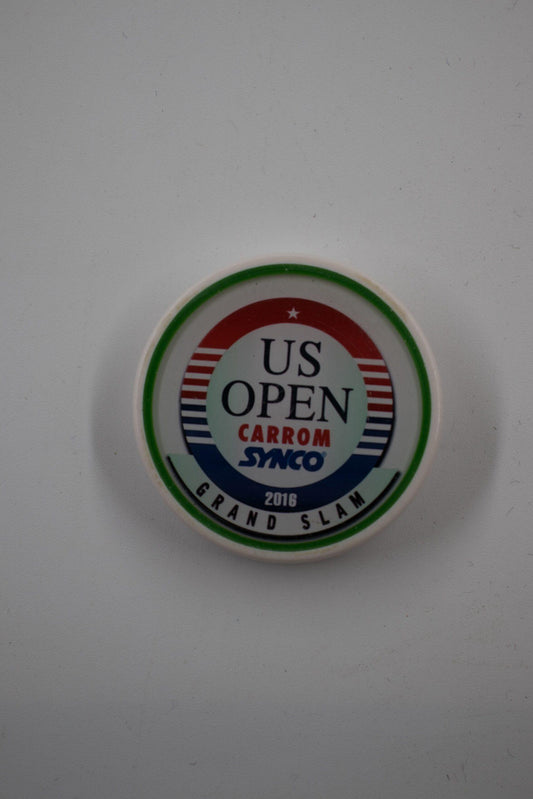 US
OPEN
CARROM
SYNCO®
2016
GRAND SLAM